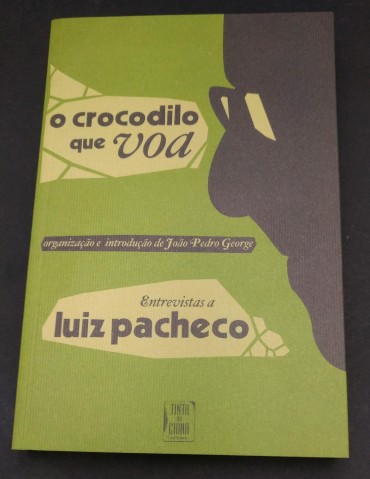 o crocodilo
que voa
organização e introdução de João Pedro George
Entrevistas a
luiz pacheco
TINTA
DA
CHINA